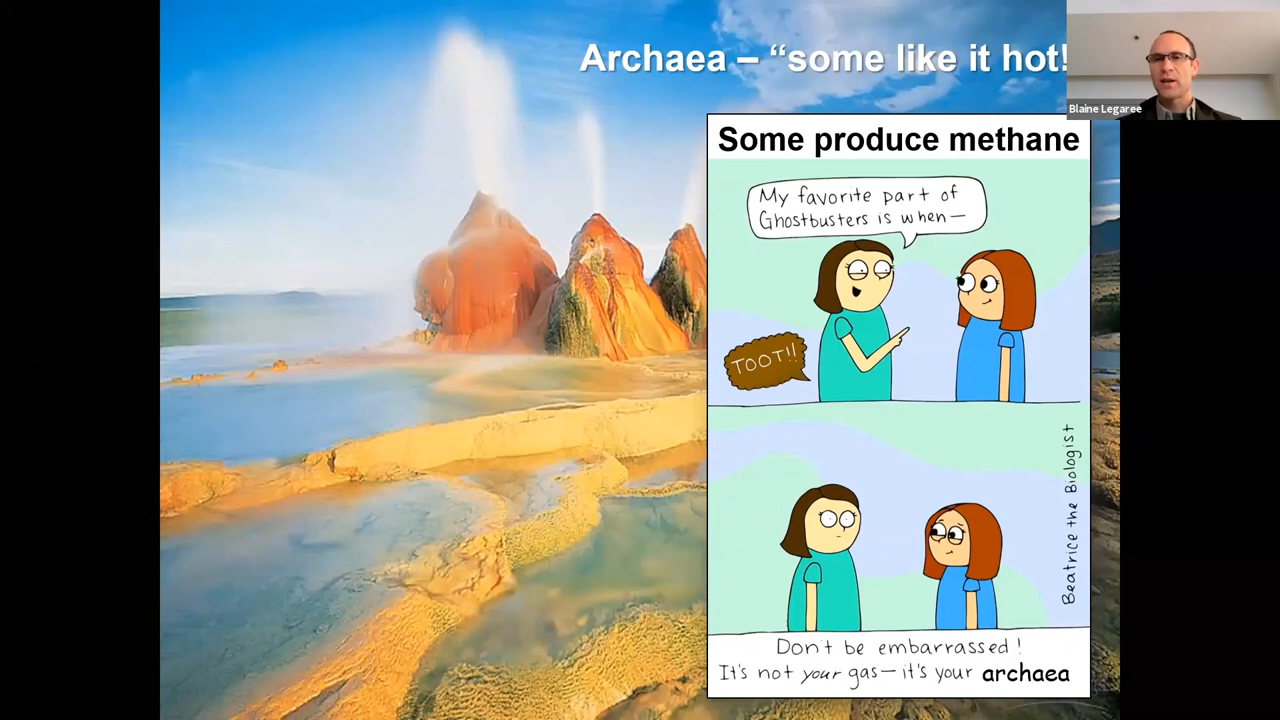 Archaea – “some like it hot!
Blaine Legaree
Some produce methane
My favorite part of
Ghostbusters is when—
TOOT!!
Beatrice the Biologist
Don't be embarrassed!
It's not your gas—it's your archaea